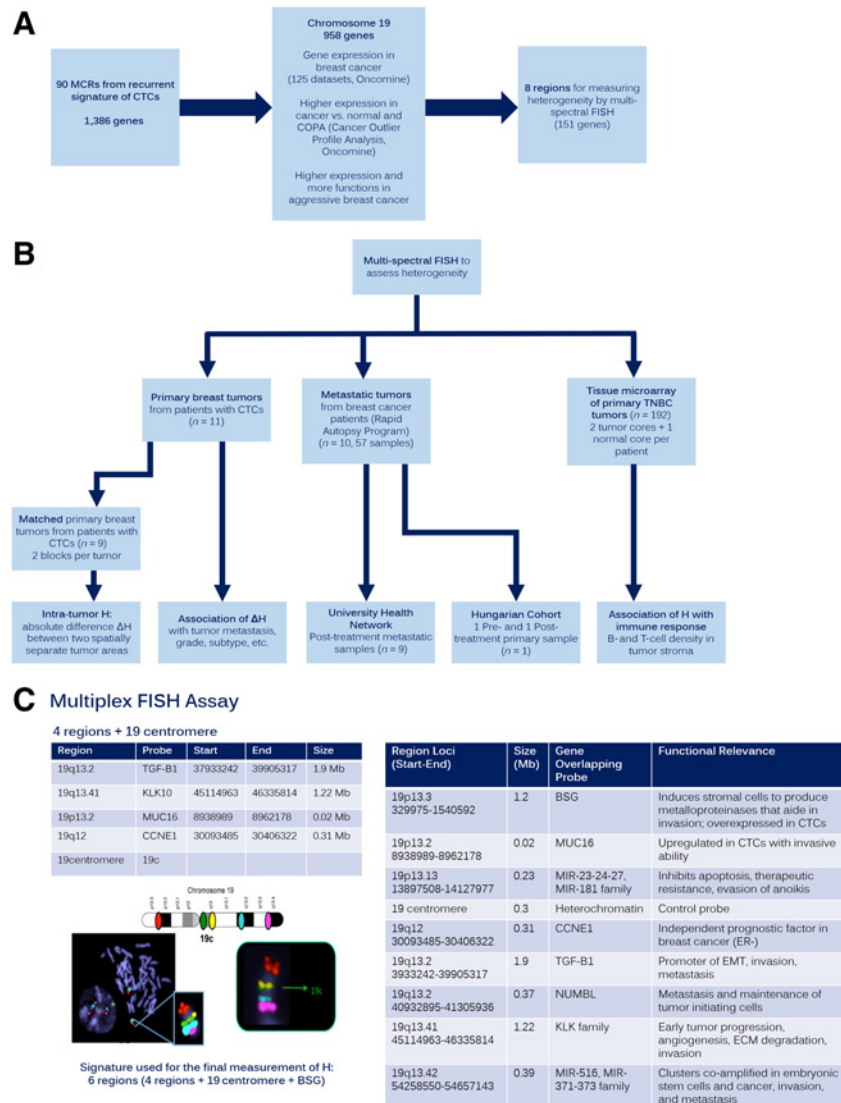 A
90 MCRs from recurrent
signature of CTCs
1,386 genes
Chromosome 19
958 genes
Gene expression in
breast cancer
(125 datasets, Oncomine)
Higher expression in
cancer vs. normal and
COPA (Cancer Outlier
Profile Analysis,
Oncomine)
Higher expression and
more functions in
aggressive breast cancer
8 regions for measuring
heterogeneity by multi-
spectral FISH
(151 genes)
B
Multi-spectral FISH to
assess heterogeneity
Primary breast tumors
from patients with CTCs
(n = 11)
Metastatic tumors
from breast cancer
patients (Rapid
Autopsy Program)
(n = 10, 57 samples)
Tissue microarray
of primary TNBC
tumors (n = 192)
2 tumor cores + 1
normal core per
patient
Matched primary breast
tumors from patients with
CTCs (n = 9)
2 blocks per tumor
Intra-tumor H:
absolute difference ΔH
between two spatially
separate tumor areas
Association of ΔH
with tumor metastasis,
grade, subtype, etc.
University Health
Network
Post-treatment metastatic
samples (n = 9)
Hungarian Cohort
1 Pre- and 1 Post-
treatment primary sample
(n = 1)
Association of H with
immune response
B- and T-cell density in
tumor stroma
C Multiplex FISH Assay
4 regions + 19 centromere
Region Probe Start End Size
19q13.2 TGF-B1 37933242 39905317 1.9 Mb
19q13.41 KLK10 45114963 46335814 1.22 Mb
19p13.2 MUC16 8938989 8962178 0.02 Mb
19q12 CCNE1 30093485 30406322 0.31 Mb
19centromere 19c
Chromosome 19
19c
19c
Signature used for the final measurement of H:
6 regions (4 regions + 19 centromere + BSG)
Region Loci Size Gene Functional Relevance
(Start-End) (Mb) Overlapping
Probe
19p13.3 1.2 BSG Induces stromal cells to produce
329975-1540592 metalloproteinases that aide in
invasion; overexpressed in CTCs
19p13.2 0.02 MUC16 Upregulated in CTCs with invasive
8938989-8962178 ability
19p13.13 0.23 MIR-23-24-27, Inhibits apoptosis, therapeutic
13897508-14127977 MIR-181 family resistance, evasion of anoikis
19 centromere 0.3 Heterochromatin Control probe
19q12 0.31 CCNE1 Independent prognostic factor in
30093485-30406322 breast cancer (ER-)
19q13.2 1.9 TGF-B1 Promoter of EMT, invasion,
3933242-39905317 metastasis
19q13.2 0.37 NUMBL Metastasis and maintenance of
40932895-41305936 tumor initiating cells
19q13.41 1.22 KLK family Early tumor progression,
45114963-46335814 angiogenesis, ECM degradation,
invasion
19q13.42 0.39 MIR-516, MIR- Clusters co-amplified in embryonic
54258550-54657143 371-373 family stem cells and cancer, invasion,
and metastasis